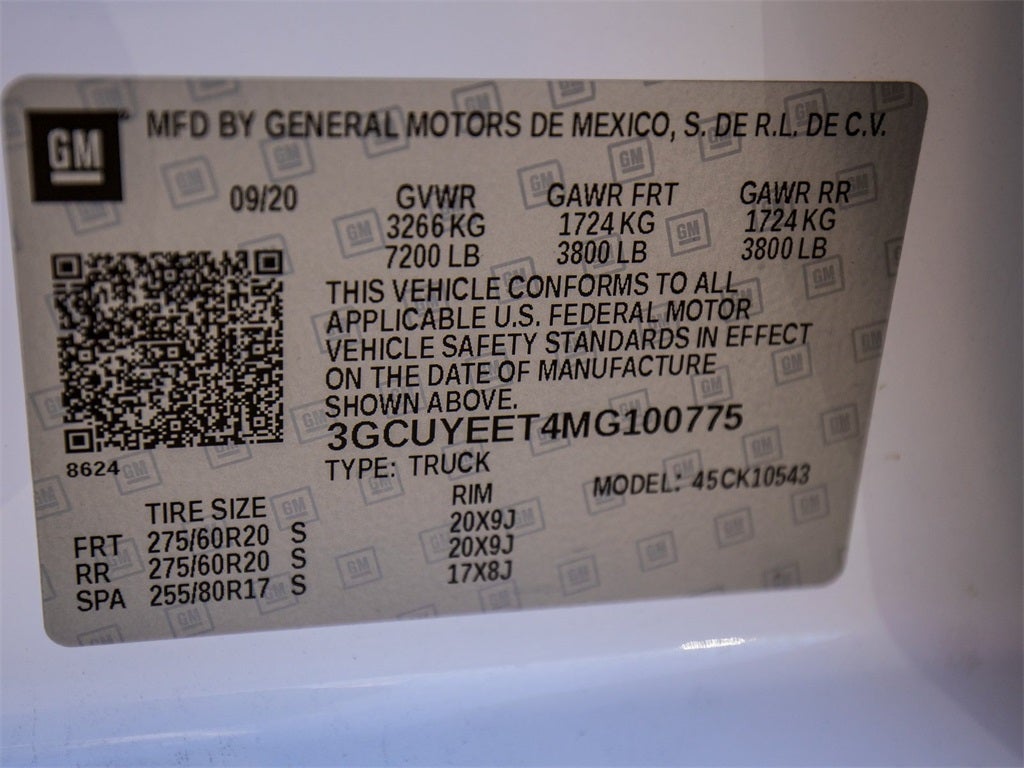 GM
MFD BY GENERAL MOTORS DE MEXICO, S. DE R.L. DE C.V.
09/20 GVWR GAWR FRT GAWR RR
3266 KG 1724 KG 1724 KG
7200 LB 3800 LB 3800 LB
THIS VEHICLE CONFORMS TO ALL
APPLICABLE U.S. FEDERAL MOTOR
VEHICLE SAFETY STANDARDS IN EFFECT
ON THE DATE OF MANUFACTURE
SHOWN ABOVE.
3GCUYEET4MG100775
8624
TYPE: TRUCK
MODEL: 45CK10543
TIRE SIZE RIM
FRT 275/60R20 S 20X9J
RR 275/60R20 S 20X9J
SPA 255/80R17 S 17X8J